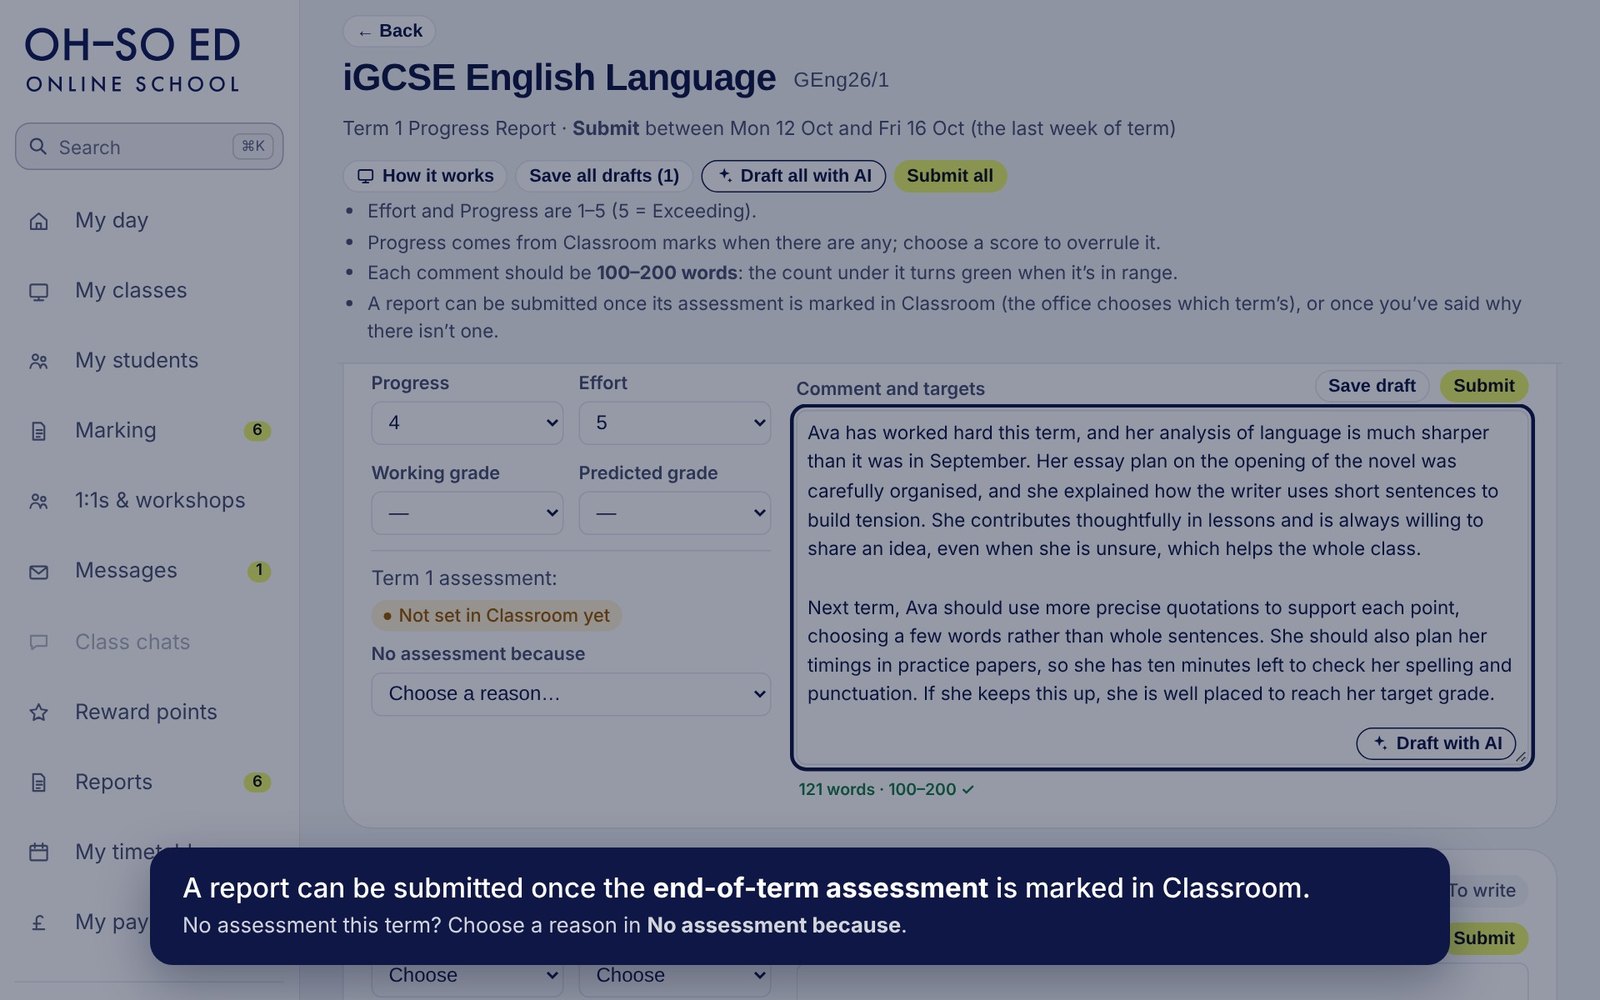 OH–SO ED
ONLINE SCHOOL
Search
⌘K
My day
My classes
My students
Marking
6
1:1s & workshops
Messages
1
Class chats
Reward points
Reports
6
My
My pay
← Back
iGCSE English Language GEng26/1
Term 1 Progress Report · Submit between Mon 12 Oct and Fri 16 Oct (the last week of term)
How it works
Save all drafts (1)
Draft all with AI
Submit all
• Effort and Progress are 1–5 (5 = Exceeding).
• Progress comes from Classroom marks when there are any; choose a score to overrule it.
• Each comment should be 100–200 words: the count under it turns green when it’s in range.
• A report can be submitted once its assessment is marked in Classroom (the office chooses which term’s), or once you’ve said why
there isn’t one.
Progress
Effort
4
5
Working grade
Predicted grade
—
—
Term 1 assessment:
• Not set in Classroom yet
No assessment because
Choose a reason…
Comment and targets
Save draft
Submit
Ava has worked hard this term, and her analysis of language is much sharper
than it was in September. Her essay plan on the opening of the novel was
carefully organised, and she explained how the writer uses short sentences to
build tension. She contributes thoughtfully in lessons and is always willing to
share an idea, even when she is unsure, which helps the whole class.
Next term, Ava should use more precise quotations to support each point,
choosing a few words rather than whole sentences. She should also plan her
timings in practice papers, so she has ten minutes left to check her spelling and
punctuation. If she keeps this up, she is well placed to reach her target grade.
Draft with AI
121 words · 100–200 ✓
To write
Submit
A report can be submitted once the end-of-term assessment is marked in Classroom.
No assessment this term? Choose a reason in No assessment because.
Choose
Choose